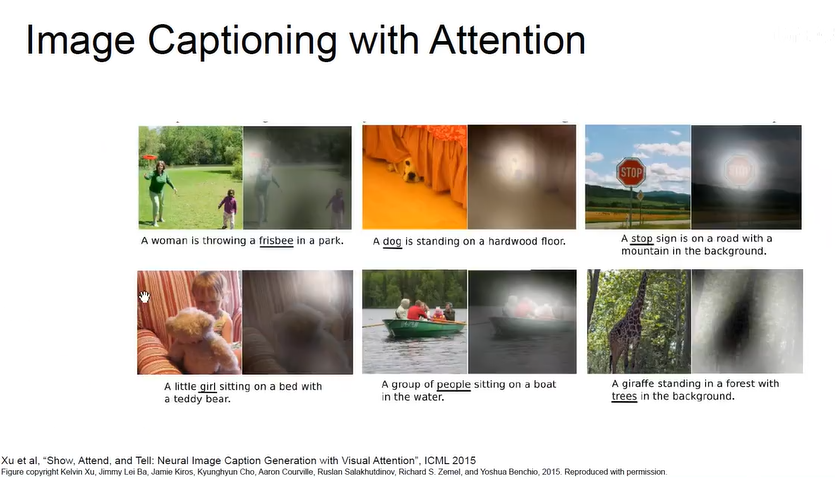 Image Captioning with Attention
STOP
A woman is throwing a frisbee in a park.
A dog is standing on a hardwood floor.
A stop sign is on a road with a
mountain in the background.
A little girl sitting on a bed with
a teddy bear.
A group of people sitting on a boat
in the water.
A giraffe standing in a forest with
trees in the background.
Xu et al, “Show, Attend, and Tell: Neural Image Caption Generation with Visual Attention”, ICML 2015
Figure copyright Kelvin Xu, Jimmy Lei Ba, Jamie Kiros, Kyunghyun Cho, Aaron Courville, Ruslan Salakhutdinov, Richard S. Zemel, and Yoshua Benchio, 2015. Reproduced with permission.